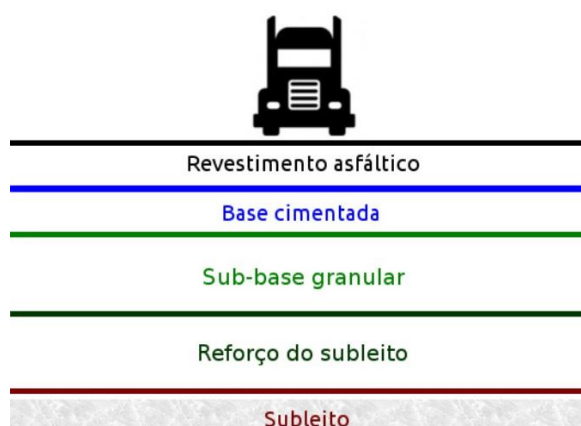 Revestimento asfáltico
Base cimentada
Sub-base granular
Reforço do subleito
Subleito